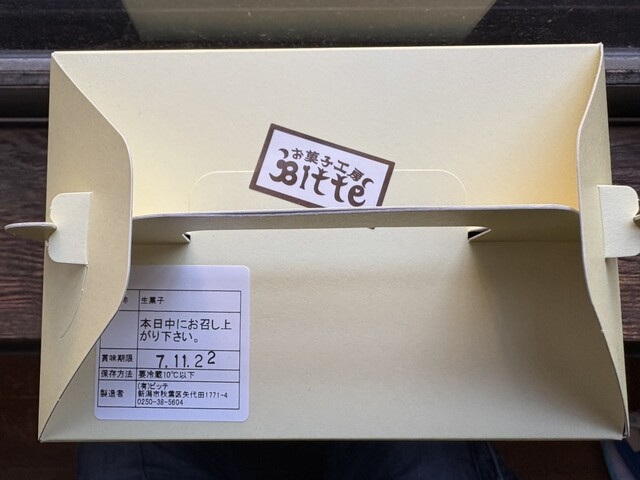 お菓子工房
Bitte
生菓子
本日中にお召し上
がり下さい。
賞味期限 7.11.22
保存方法 要冷蔵10℃以下
製造者 (有)ビッテ
新潟市秋葉区矢代田1771-4
0250-38-5604